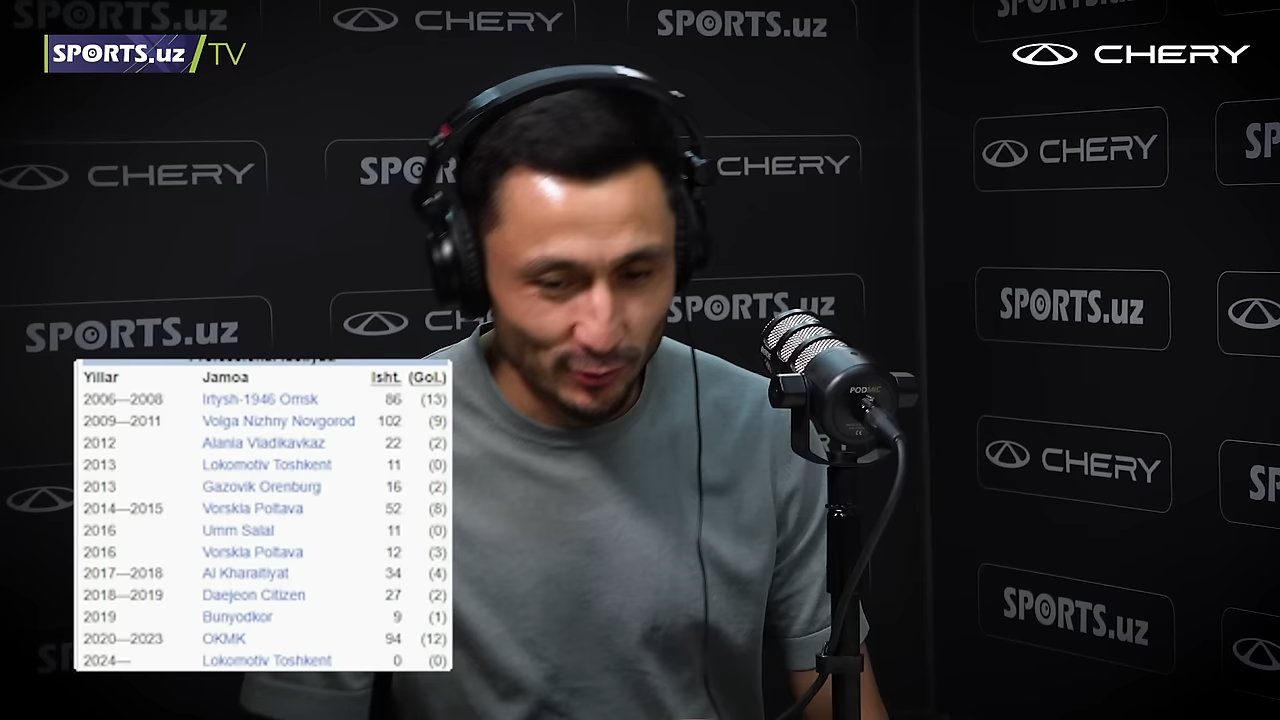 SPORTS.uz
CHERY
SPORTS.uz
SPORTS.uz
SPORTS.uz/TV
CHERY
CHERY
SPOR
CHERY
CHERY
SPORTS.uz
CHE
SPORTS.uz
SPORTS.uz
Yillar Jamoa Isht. (Gol.)
2006—2008 Irtysh-1946 Omsk 86 (13)
2009—2011 Volga Nizhny Novgorod 102 (9)
2012 Alania Vladikavkaz 22 (2)
2013 Lokomotiv Toshkent 11 (0)
2013 Gazovik Orenburg 16 (2)
2014—2015 Vorskla Poltava 52 (8)
2016 Umm Salal 11 (0)
2016 Vorskla Poltava 12 (3)
2017—2018 Al Kharaitiyat 34 (4)
2018—2019 Daejeon Citizen 27 (2)
2019 Bunyodkor 9 (1)
2020—2023 OKMK 94 (12)
2024— Lokomotiv Toshkent 0 (0)
PODMIC
CHERY
SPORTS.uz